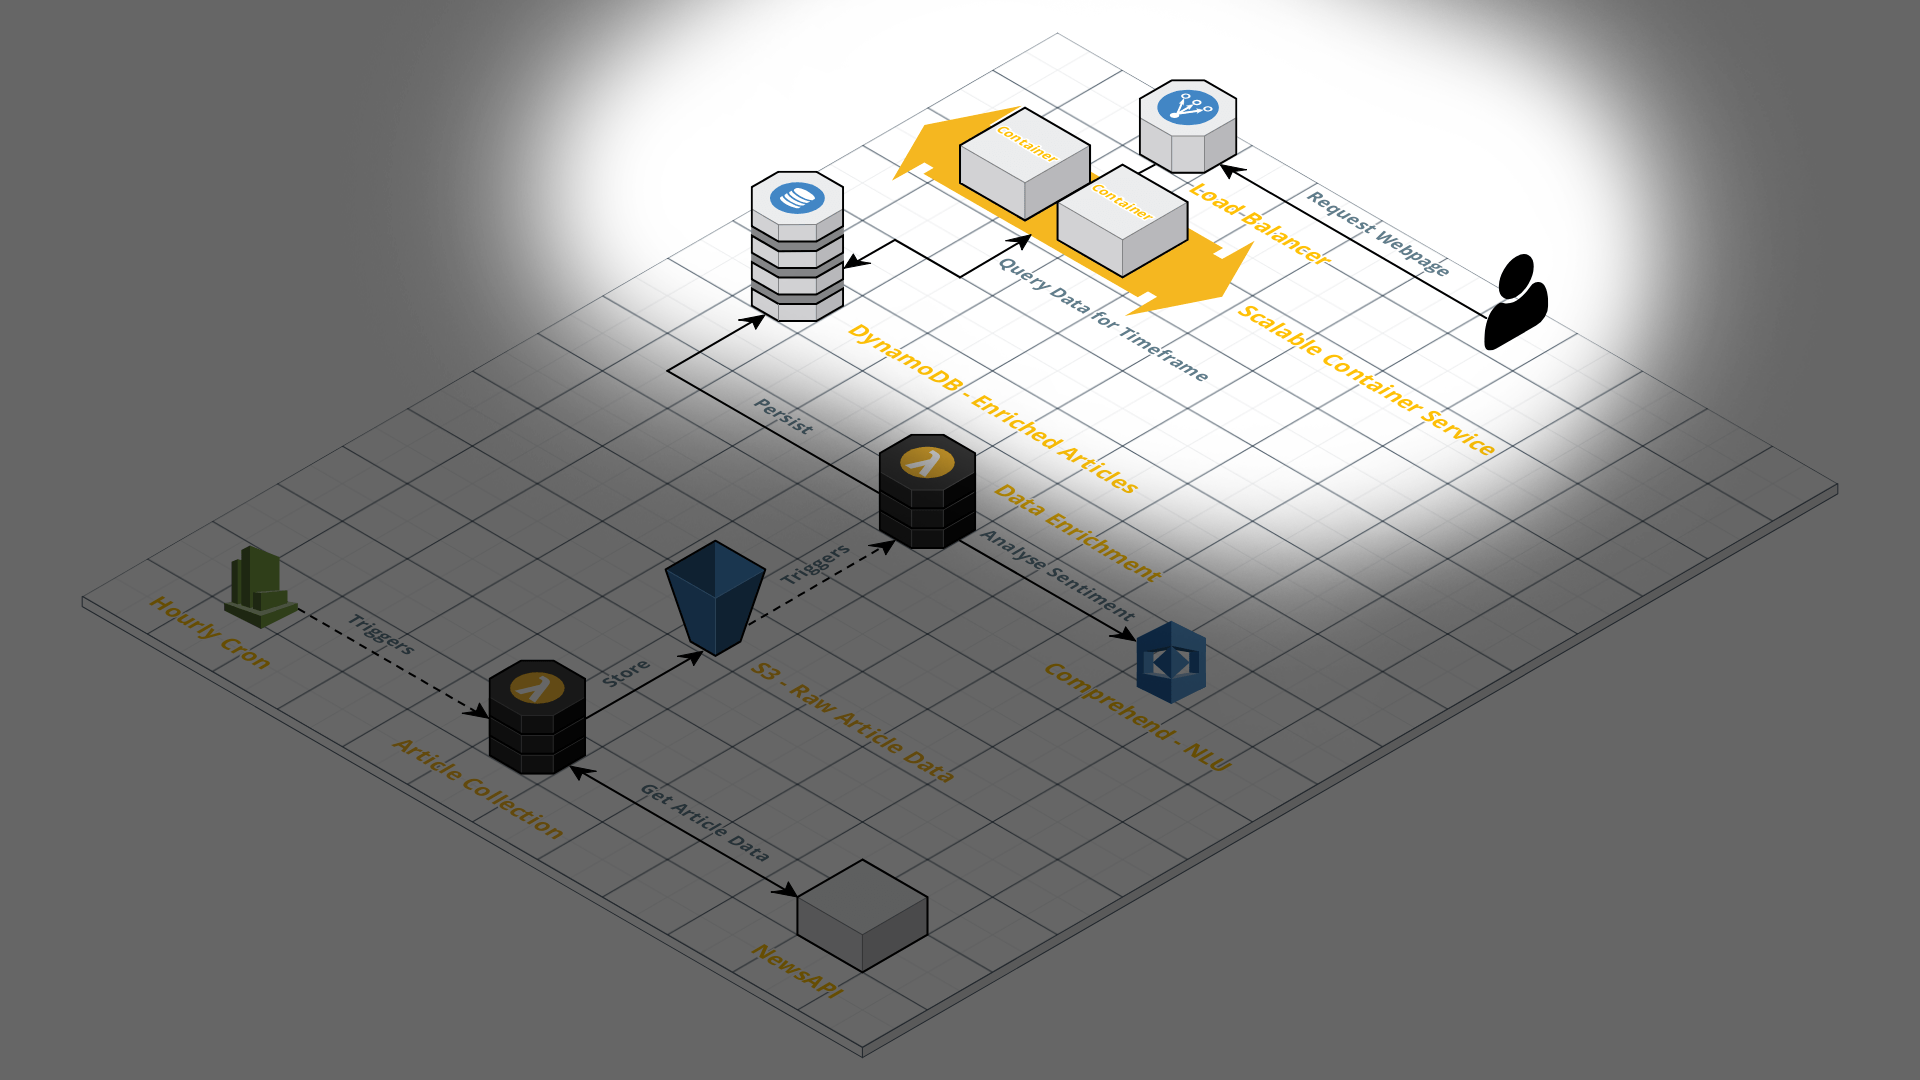 Container
Container
Load Balancer
Request Webpage
Query Data for Timeframe
Scalable Container Service
DynamoDB - Enriched Articles
Persist
Data Enrichment
Analyse Sentiment
Triggers
Hourly Cron
Triggers
Store
S3 - Raw Article Data
Comprehend - NLU
Article Collection
Get Article Data
NewsAPI